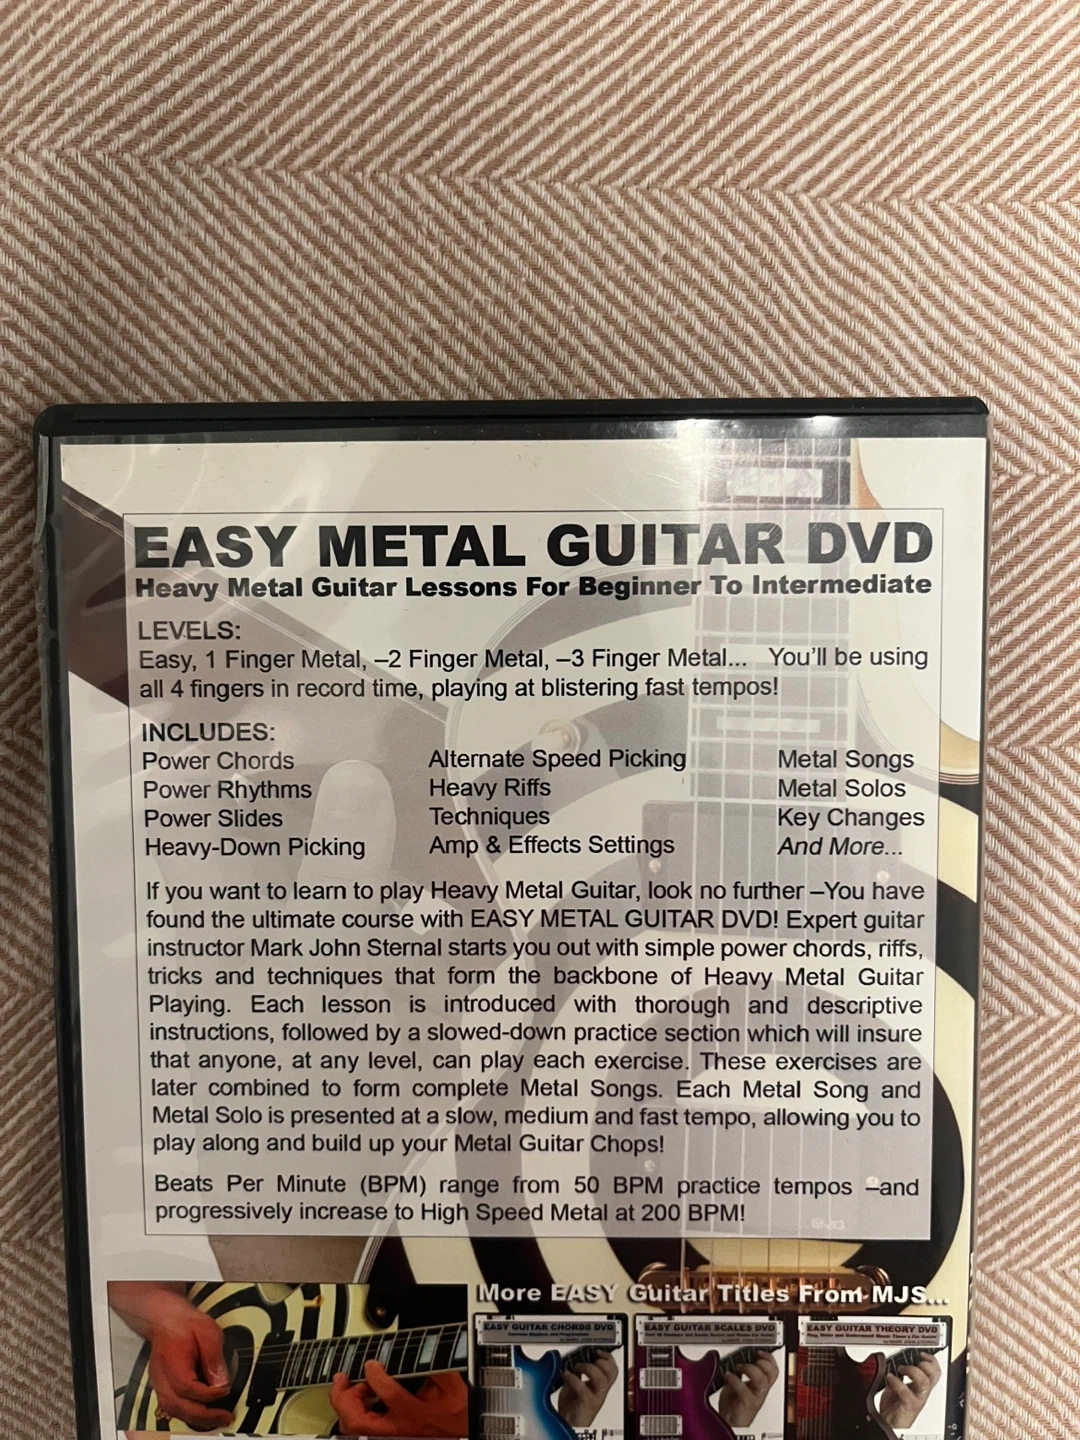 EASY METAL GUITAR DVD
Heavy Metal Guitar Lessons For Beginner To Intermediate
LEVELS:
Easy, 1 Finger Metal, –2 Finger Metal, –3 Finger Metal... You'll be using
all 4 fingers in record time, playing at blistering fast tempos!
INCLUDES:
Power Chords Alternate Speed Picking Metal Songs
Power Rhythms Heavy Riffs Metal Solos
Power Slides Techniques Key Changes
Heavy-Down Picking Amp & Effects Settings And More...
If you want to learn to play Heavy Metal Guitar, look no further –You have
found the ultimate course with EASY METAL GUITAR DVD! Expert guitar
instructor Mark John Sternal starts you out with simple power chords, riffs,
tricks and techniques that form the backbone of Heavy Metal Guitar
Playing. Each lesson is introduced with thorough and descriptive
instructions, followed by a slowed-down practice section which will insure
that anyone, at any level, can play each exercise. These exercises are
later combined to form complete Metal Songs. Each Metal Song and
Metal Solo is presented at a slow, medium and fast tempo, allowing you to
play along and build up your Metal Guitar Chops!
Beats Per Minute (BPM) range from 50 BPM practice tempos –and
progressively increase to High Speed Metal at 200 BPM!
EMG
More EASY Guitar Titles From MJS...
EASY GUITAR CHORDS DVD
EASY GUITAR SCALES DVD
EASY GUITAR THEORY DVD